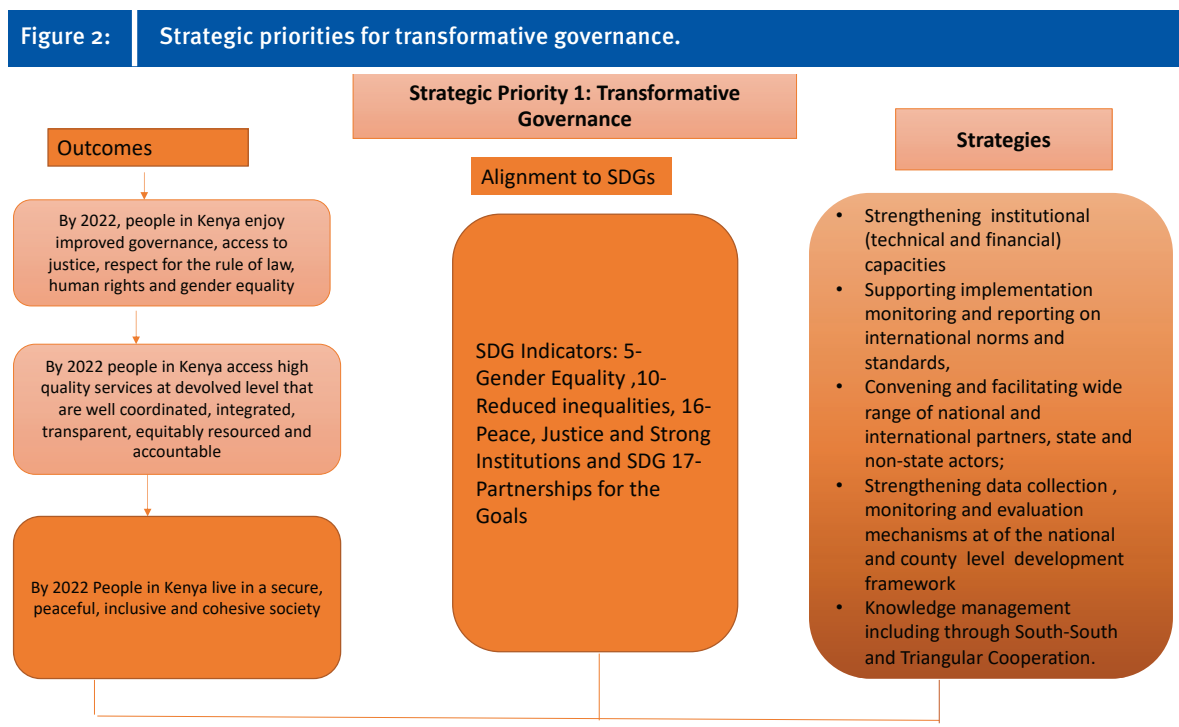 Figure 2:
Strategic priorities for transformative governance.
Strategic Priority 1: Transformative
Governance
Outcomes
By 2022, people in Kenya enjoy
improved governance, access to
justice, respect for the rule of law,
human rights and gender equality
By 2022 people in Kenya access high
quality services at devolved level that
are well coordinated, integrated,
transparent, equitably resourced and
accountable
By 2022 People in Kenya live in a secure,
peaceful, inclusive and cohesive society
Alignment to SDGs
SDG Indicators: 5-
Gender Equality ,10-
Reduced inequalities, 16-
Peace, Justice and Strong
Institutions and SDG 17-
Partnerships for the
Goals
Strategies
• Strengthening institutional
(technical and financial)
capacities
• Supporting implementation
monitoring and reporting on
international norms and
standards,
• Convening and facilitating wide
range of national and
international partners, state and
non-state actors;
• Strengthening data collection ,
monitoring and evaluation
mechanisms at of the national
and county level development
framework
• Knowledge management
including through South-South
and Triangular Cooperation.